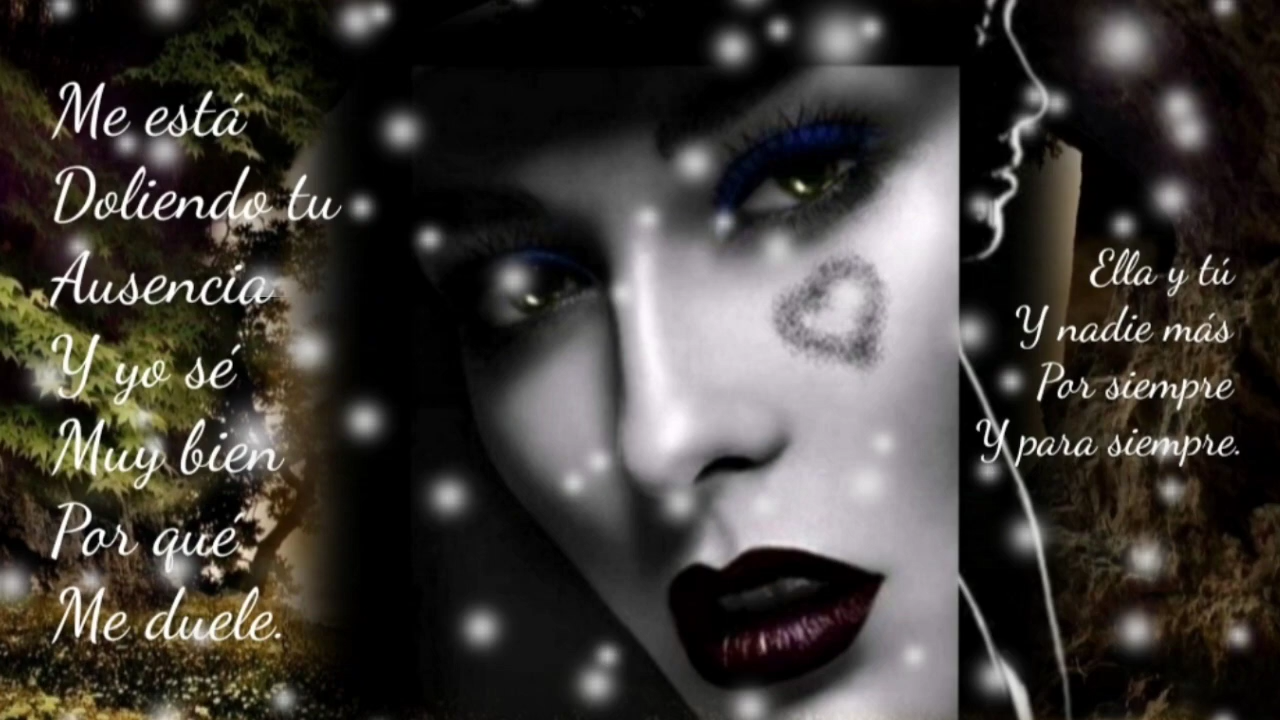 Me está
Doliendo tu
Ausencia
Y yo sé
Muy bien
Por qué
Me duele.
Ella y tú
Y nadie más
Por siempre
Y para siempre.